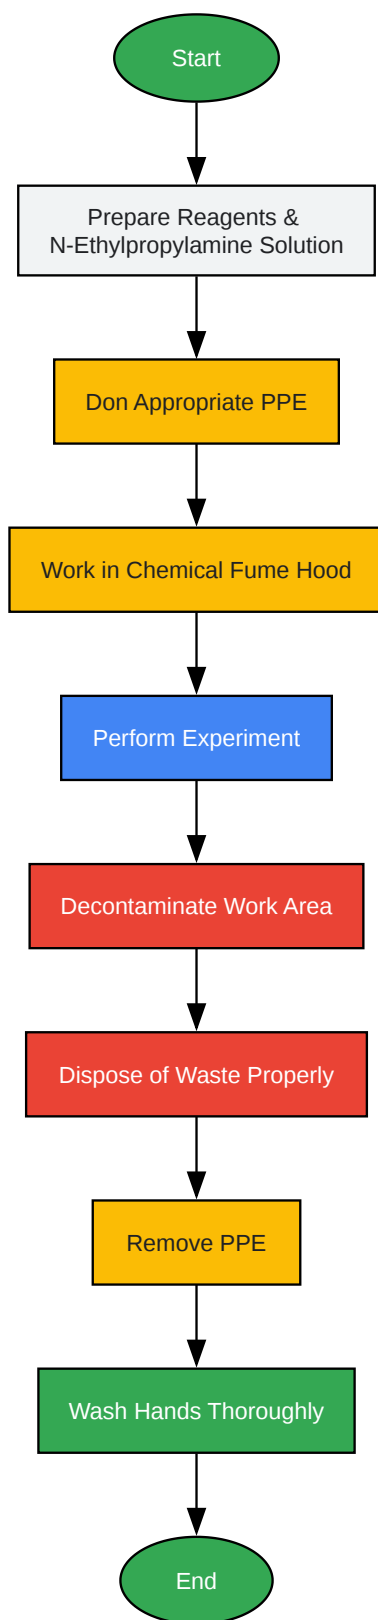 Start
Prepare Reagents &
N-Ethylpropylamine Solution
Don Appropriate PPE
Work in Chemical Fume Hood
Perform Experiment
Decontaminate Work Area
Dispose of Waste Properly
Remove PPE
Wash Hands Thoroughly
End